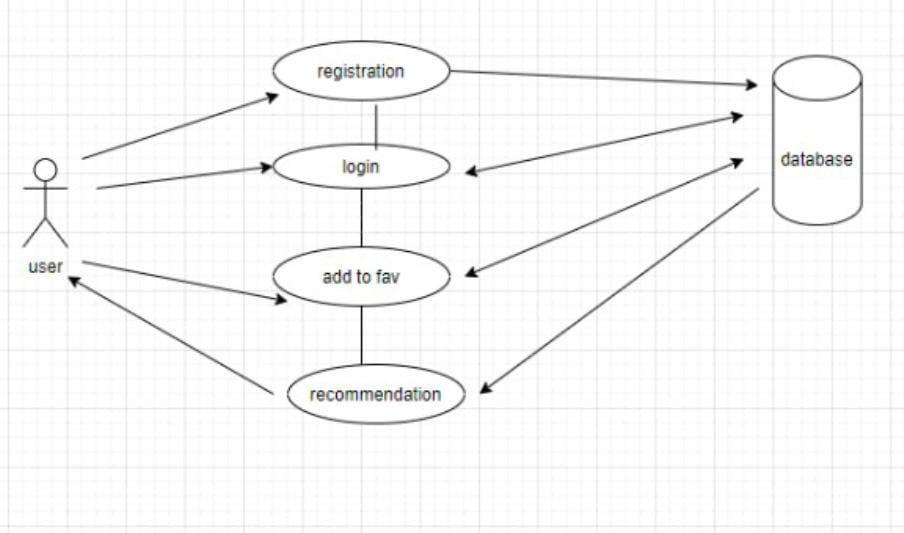 registration
login
database
user
add to fav
recommendation